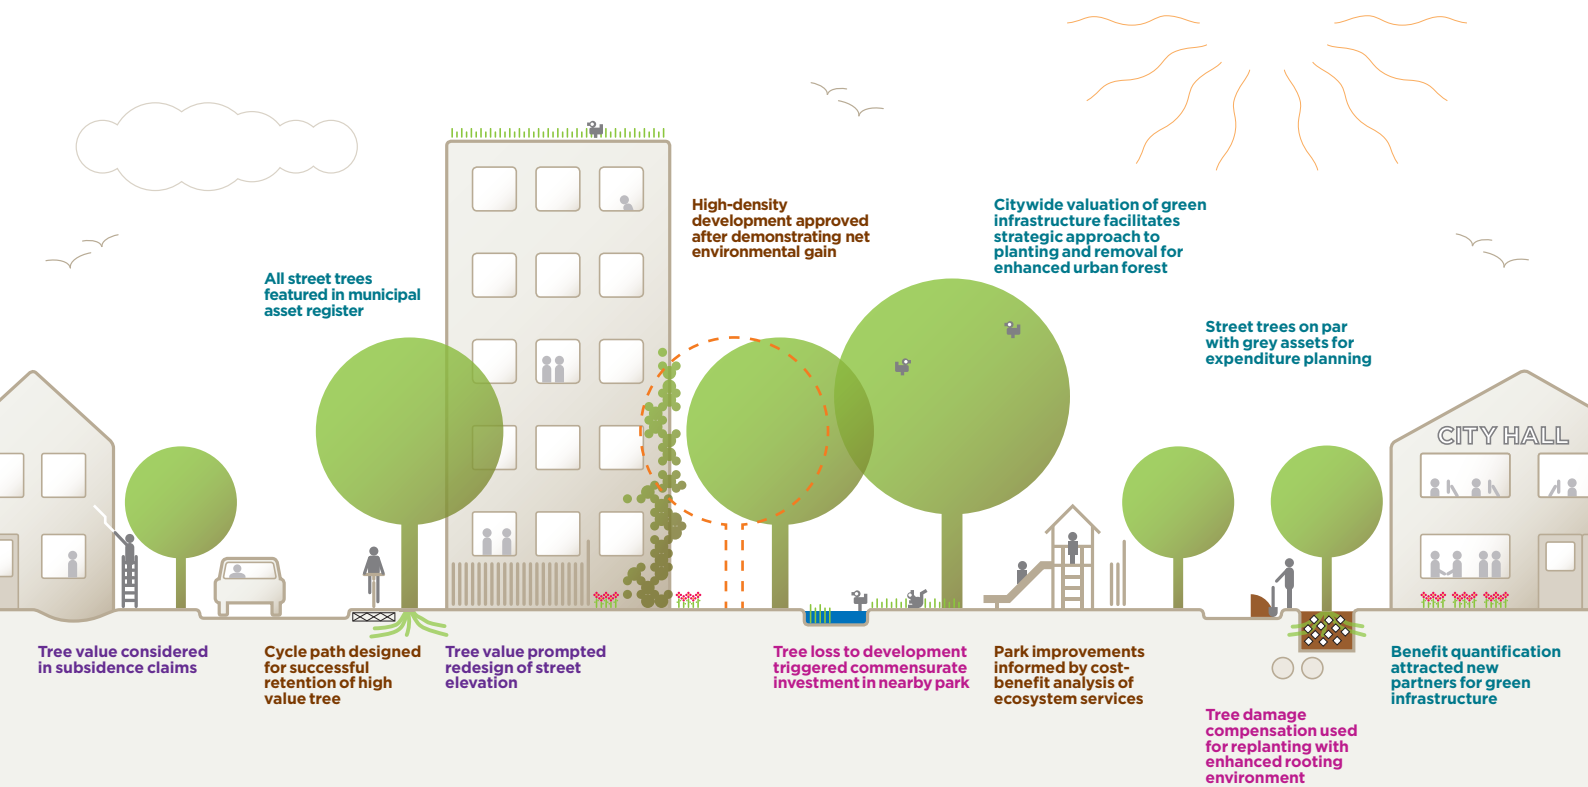 High-density
development approved
after demonstrating net
environmental gain
Citywide valuation of green
infrastructure facilitates
strategic approach to
planting and removal for
enhanced urban forest
All street trees
featured in municipal
asset register
Street trees on par
with grey assets for
expenditure planning
CITY HALL
Tree value considered
in subsidence claims
Cycle path designed
for successful
retention of high
value tree
Tree value prompted
redesign of street
elevation
Tree loss to development
triggered commensurate
investment in nearby park
Park improvements
informed by cost-
benefit analysis of
ecosystem services
Benefit quantification
attracted new
partners for green
infrastructure
Tree damage
compensation used
for replanting with
enhanced rooting
environment